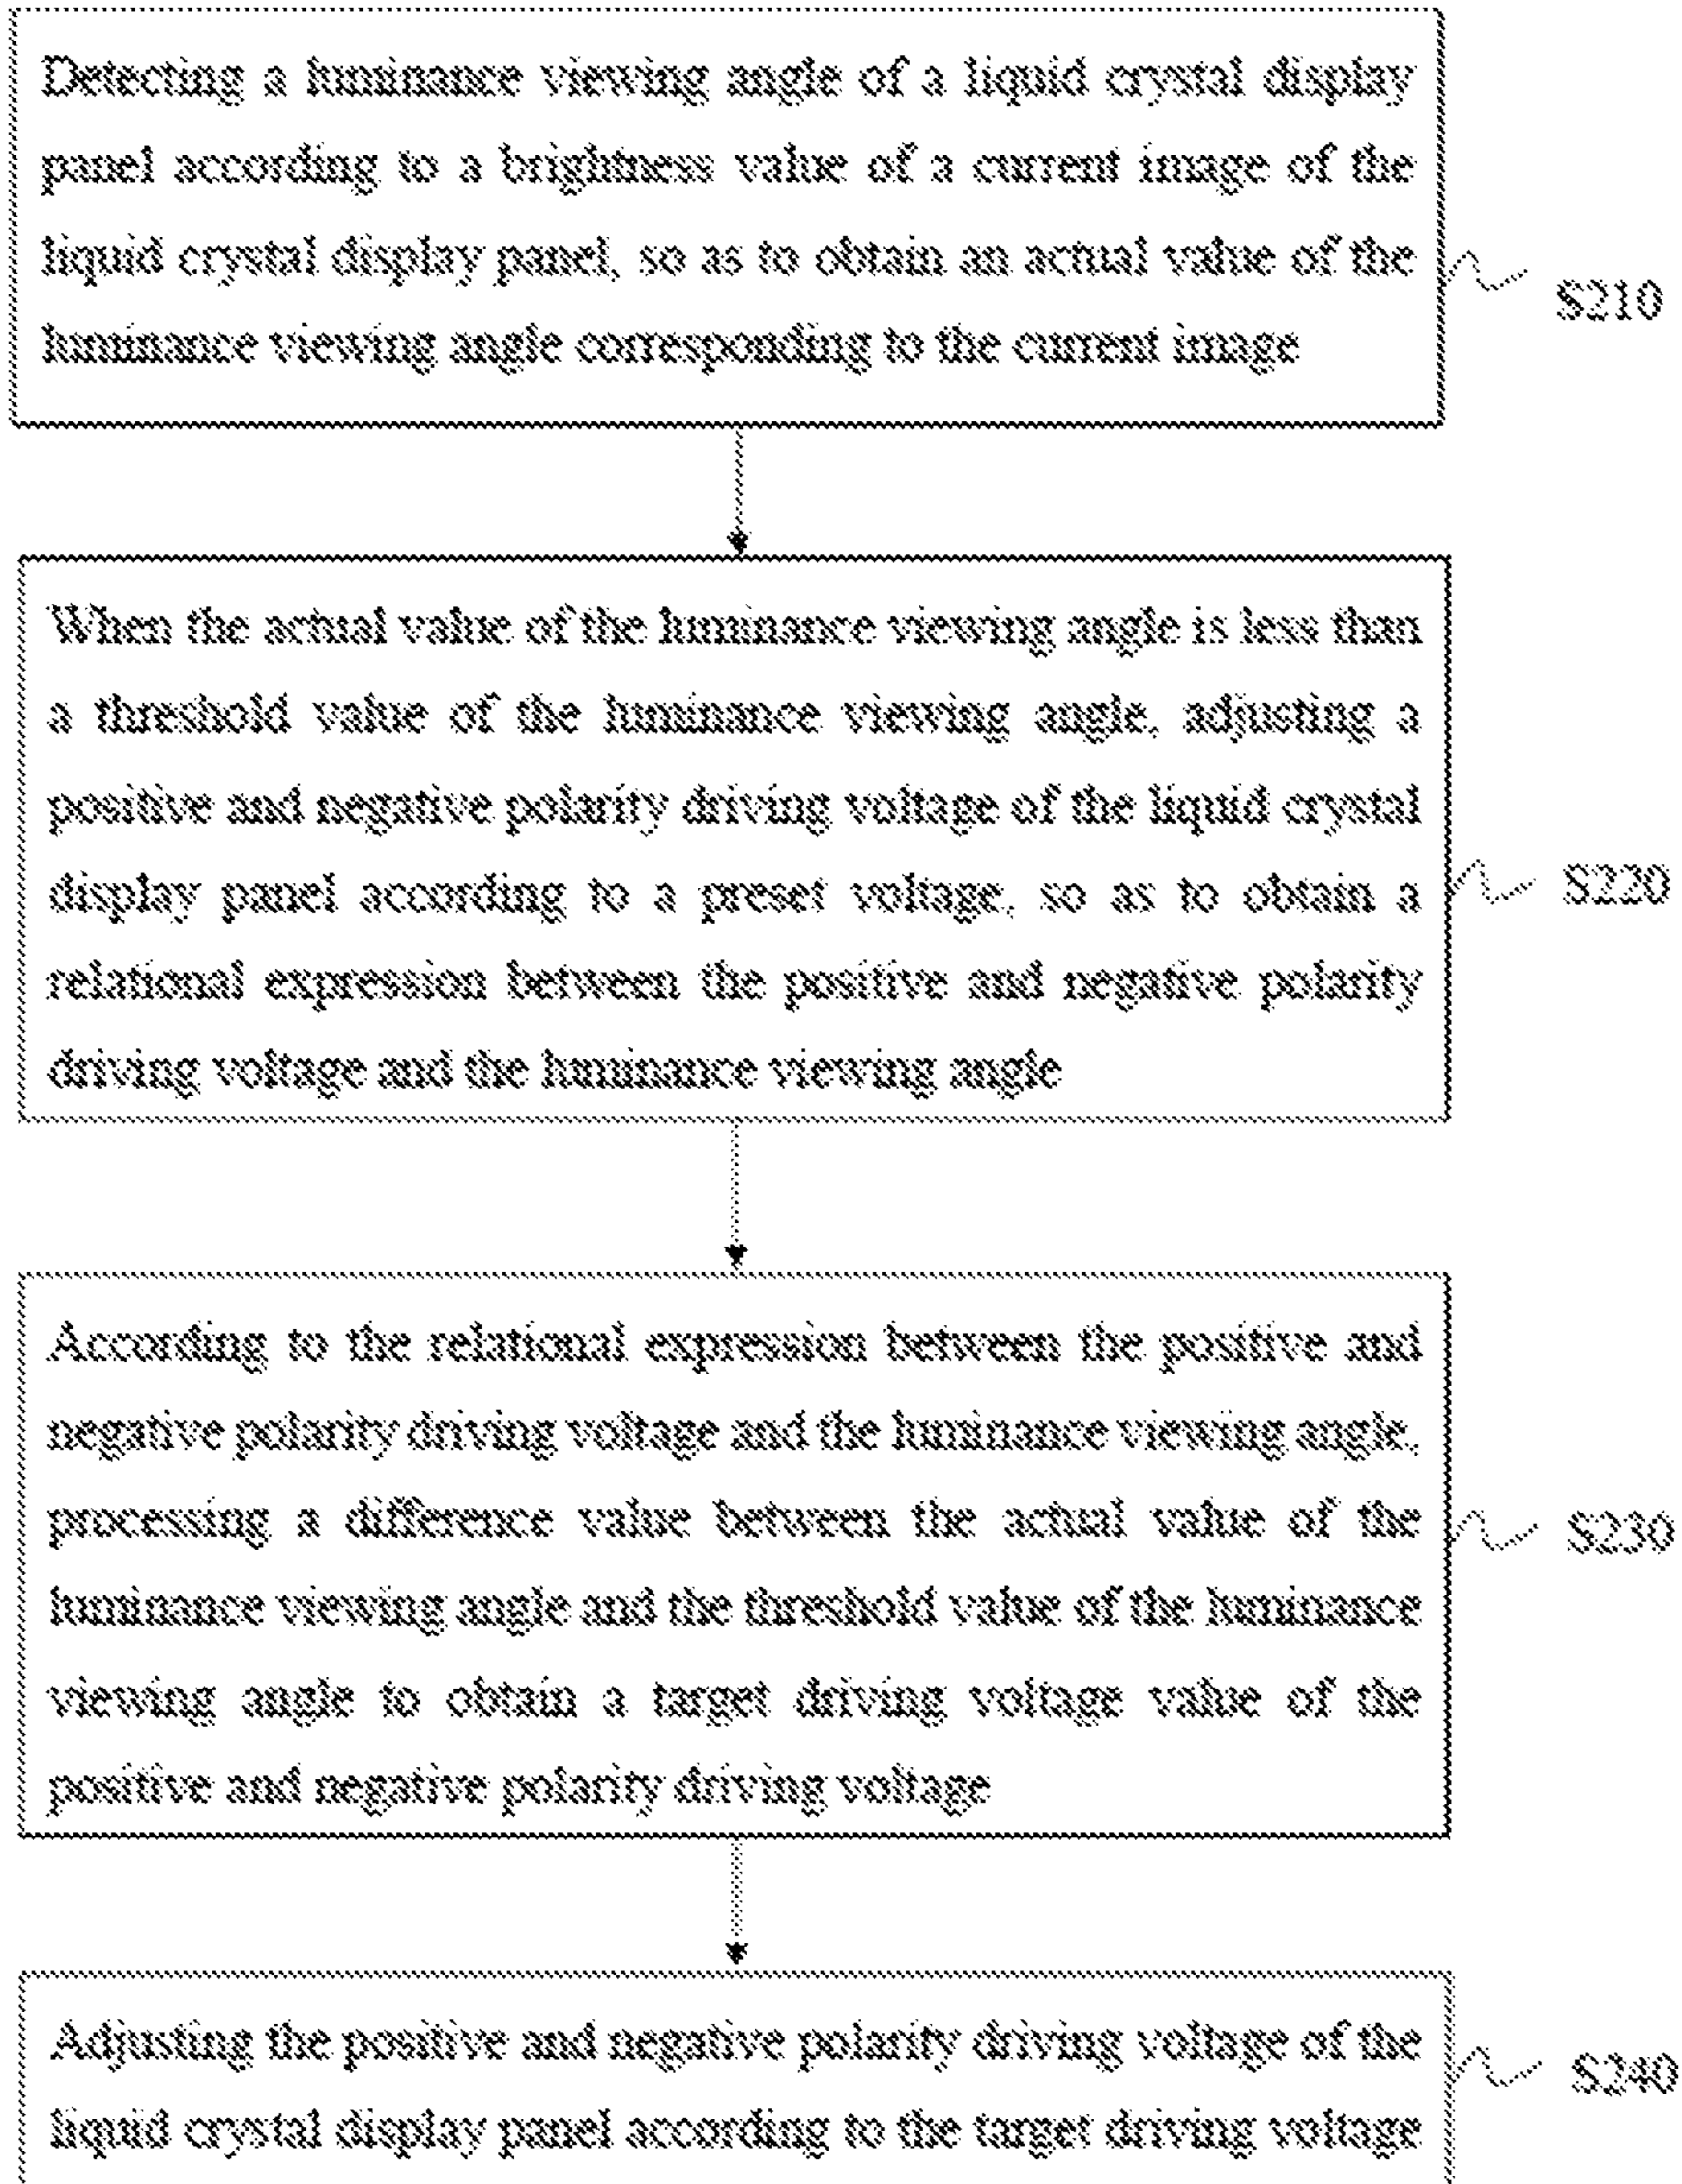 Detecting a luminance viewing angle of a liquid crystal display
panel according to a brightness value of a current image of the
liquid crystal display panel, so as to obtain an actual value of the
luminance viewing angle corresponding to the current image
S210
When the actual value of the luminance viewing angle is less than
a threshold value of the luminance viewing angle, adjusting a
positive and negative polarity driving voltage of the liquid crystal
display panel according to a preset voltage, so as to obtain a
relational expression between the positive and negative polarity
driving voltage and the luminance viewing angle
S220
According to the relational expression between the positive and
negative polarity driving voltage and the luminance viewing angle,
processing a difference value between the actual value of the
luminance viewing angle and the threshold value of the luminance
viewing angle to obtain a target driving voltage value of the
positive and negative polarity driving voltage
S230
Adjusting the positive and negative polarity driving voltage of the
liquid crystal display panel according to the target driving voltage
S240